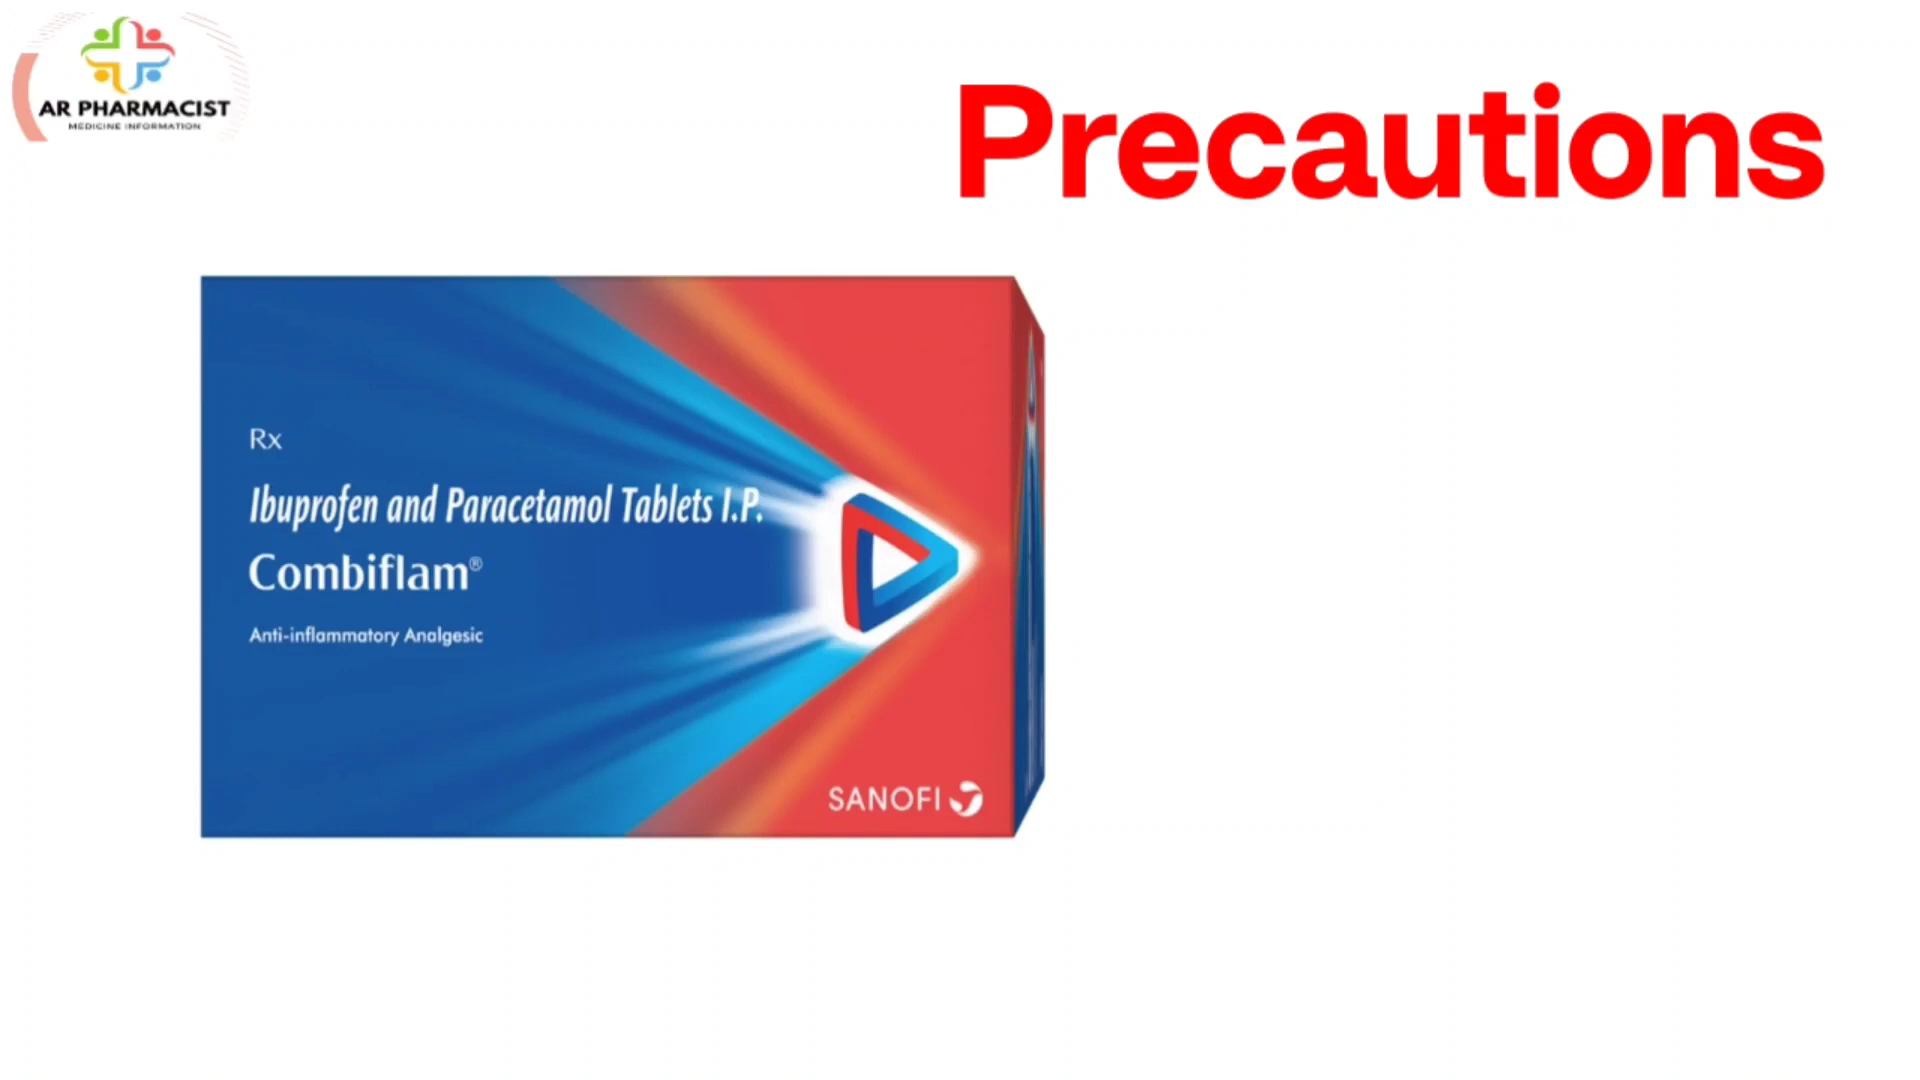 AR PHARMACIST
MEDICINE INFORMATION
Precautions
Rx
Ibuprofen and Paracetamol Tablets I.P.
Combiflam®
Anti-inflammatory Analgesic
SANOFI